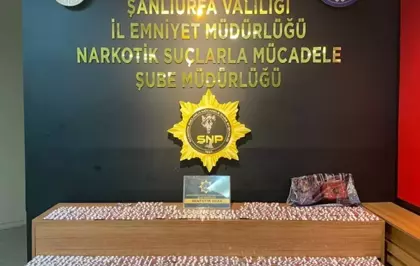 ŞANLIURFA VALİLİĞİ
İL EMNİYET MÜDÜRLÜĞÜ
NARKOTİK SUÇLARLA MÜCADELE
ŞUBE MÜDÜRLÜĞÜ
SNP